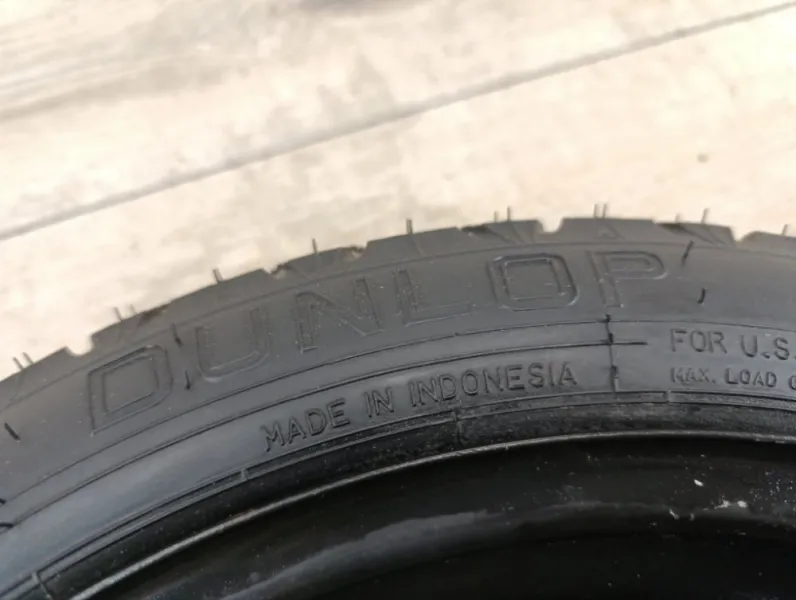 DUNLOP
MADE IN INDONESIA
FOR U.S.
MAX. LOAD